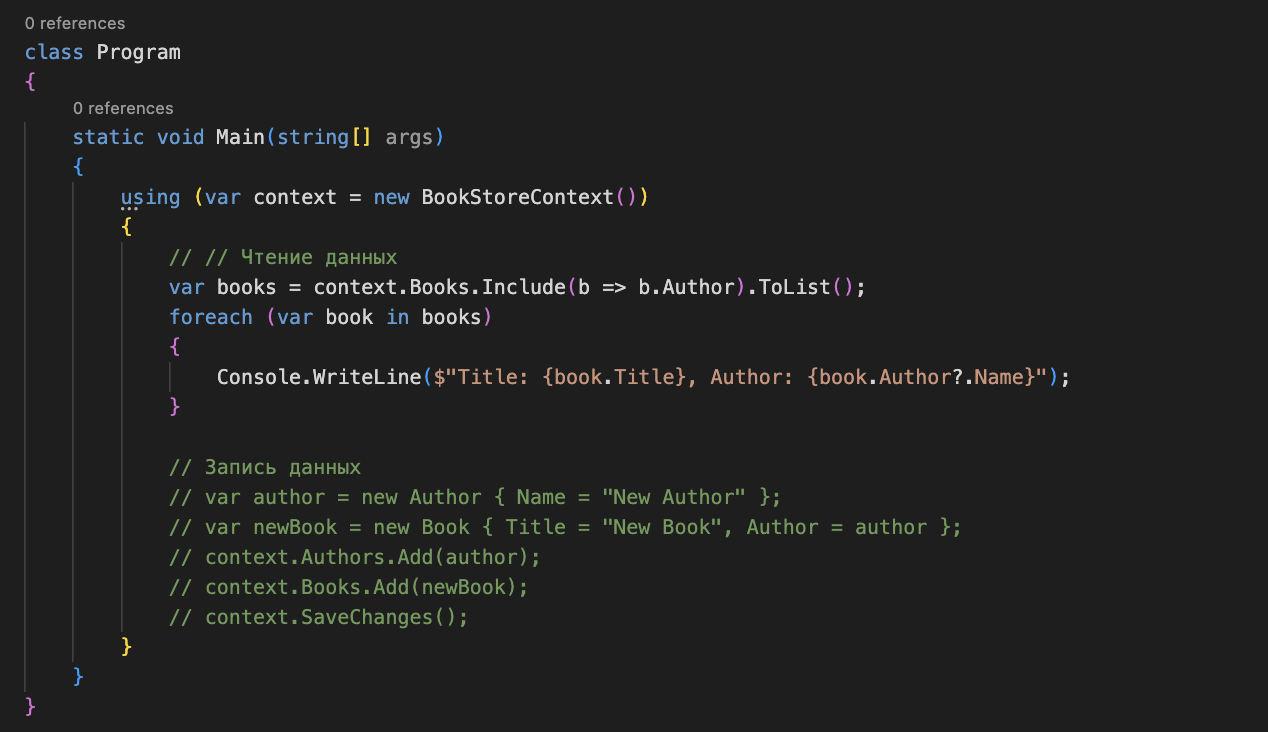 0 references
class Program
{
0 references
static void Main(string[] args)
{
using (var context = new BookStoreContext())
{
// // Чтение данных
var books = context.Books.Include(b => b.Author).ToList();
foreach (var book in books)
{
Console.WriteLine($"Title: {book.Title}, Author: {book.Author?.Name}");
}
// Запись данных
// var author = new Author { Name = "New Author" };
// var newBook = new Book { Title = "New Book", Author = author };
// context.Authors.Add(author);
// context.Books.Add(newBook);
// context.SaveChanges();
}
}
}